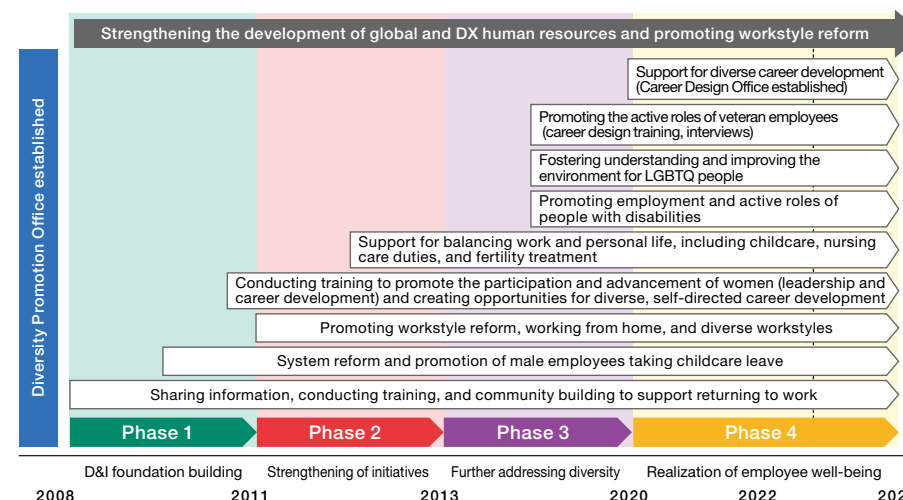 Strengthening the development of global and DX human resources and promoting workstyle reform
Diversity Promotion Office established
Support for diverse career development
(Career Design Office established)
Promoting the active roles of veteran employees
(career design training, interviews)
Fostering understanding and improving the
environment for LGBTQ people
Promoting employment and active roles of
people with disabilities
Support for balancing work and personal life, including childcare, nursing
care duties, and fertility treatment
Conducting training to promote the participation and advancement of women (leadership and
career development) and creating opportunities for diverse, self-directed career development
Promoting workstyle reform, working from home, and diverse workstyles
System reform and promotion of male employees taking childcare leave
Sharing information, conducting training, and community building to support returning to work
Phase 1 Phase 2 Phase 3 Phase 4
D&I foundation building Strengthening of initiatives Further addressing diversity Realization of employee well-being
2008 2011 2013 2020 2022